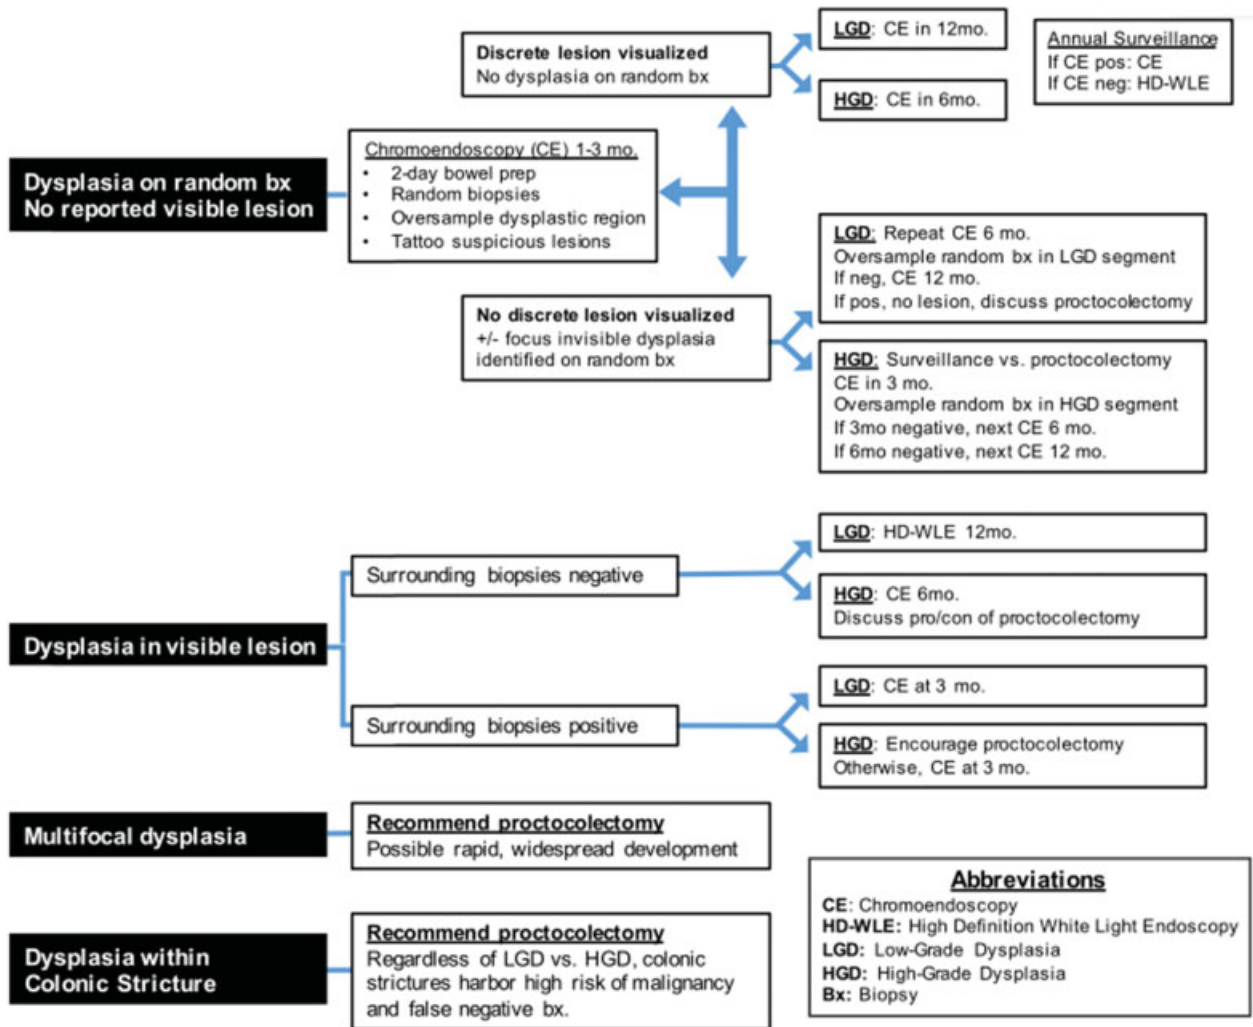 Dysplasia on random bx
No reported visible lesion
Chromoendoscopy (CE) 1-3 mo.
• 2-day bowel prep
• Random biopsies
• Oversample dysplastic region
• Tattoo suspicious lesions
Discrete lesion visualized
No dysplasia on random bx
LGD: CE in 12mo.
HGD: CE in 6mo.
Annual Surveillance
If CE pos: CE
If CE neg: HD-WLE
No discrete lesion visualized
+/- focus invisible dysplasia
identified on random bx
LGD: Repeat CE 6 mo.
Oversample random bx in LGD segment
If neg, CE 12 mo.
If pos, no lesion, discuss proctocolectomy
HGD: Surveillance vs. proctocolectomy
CE in 3 mo.
Oversample random bx in HGD segment
If 3mo negative, next CE 6 mo.
If 6mo negative, next CE 12 mo.
Dysplasia in visible lesion
Surrounding biopsies negative
LGD: HD-WLE 12mo.
HGD: CE 6mo.
Discuss pro/con of proctocolectomy
Surrounding biopsies positive
LGD: CE at 3 mo.
HGD: Encourage proctocolectomy
Otherwise, CE at 3 mo.
Multifocal dysplasia
Recommend proctocolectomy
Possible rapid, widespread development
Dysplasia within
Colonic Stricture
Recommend proctocolectomy
Regardless of LGD vs. HGD, colonic
strictures harbor high risk of malignancy
and false negative bx.
Abbreviations
CE: Chromoendoscopy
HD-WLE: High Definition White Light Endoscopy
LGD: Low-Grade Dysplasia
HGD: High-Grade Dysplasia
Bx: Biopsy